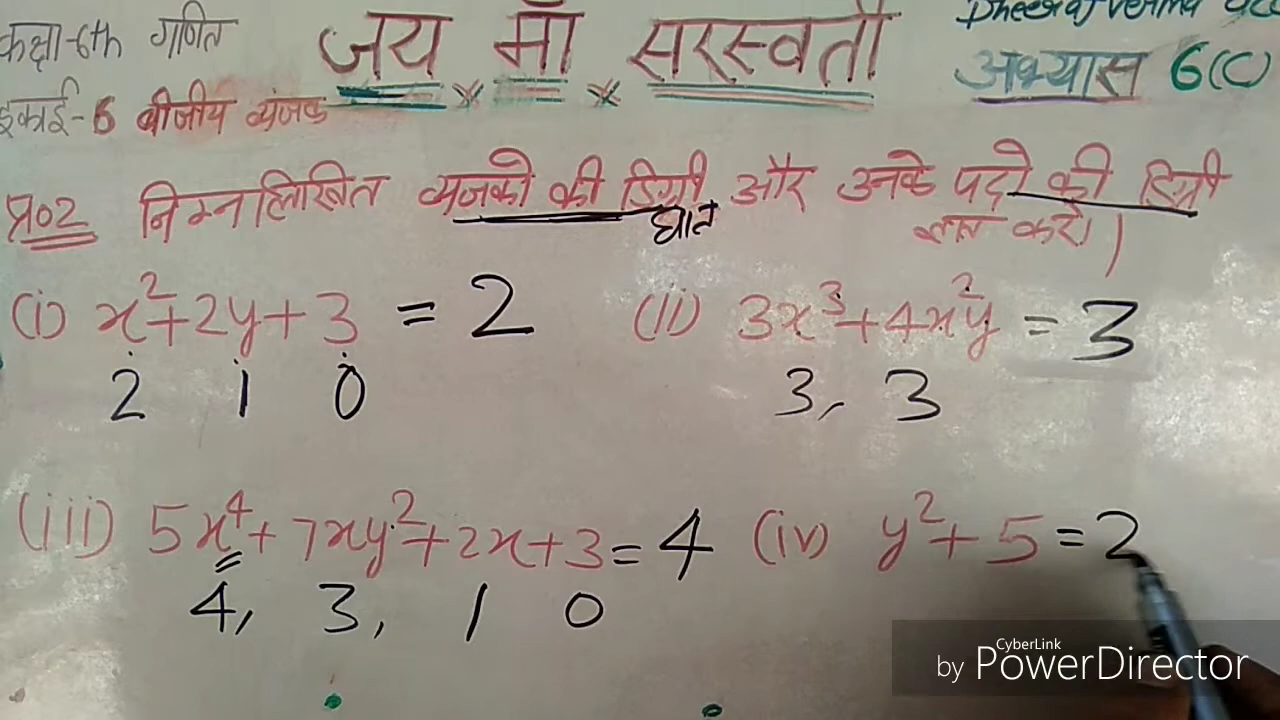 कक्षा-6th गणित
जय माँ सरस्वती
अभ्यास 6(C)
इकाई-6 बीजीय व्यंजक
प्र०2 निम्नलिखित व्यजको की डिग्री और उनके पदो की डिग्री
घात
ज्ञात करे।
(i) x²+2y+3 = 2 (ii) 3x³+4x²y = 3
2 1 0 3, 3
(iii) 5x⁴+7xy²+2x+3=4 (iv) y²+5=2
4, 3, 1 0
CyberLink
by PowerDirector